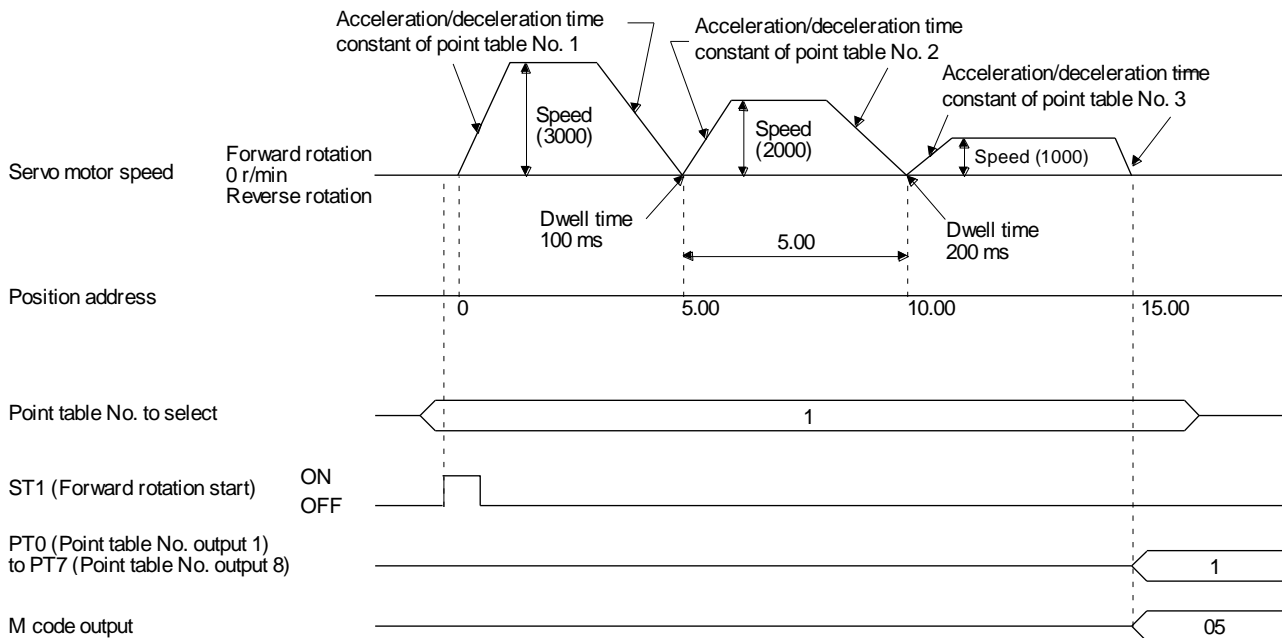 Acceleration/deceleration time
constant of point table No. 1
Acceleration/deceleration time
constant of point table No. 2
Acceleration/deceleration time
constant of point table No. 3
Speed
(3000)
Speed
(2000)
Speed (1000)
Servo motor speed
Forward rotation
0 r/min
Reverse rotation
Dwell time
100 ms
5.00
Dwell time
200 ms
Position address
0
5.00
10.00
15.00
Point table No. to select
1
ST1 (Forward rotation start)
ON
OFF
PT0 (Point table No. output 1)
to PT7 (Point table No. output 8)
1
M code output
05